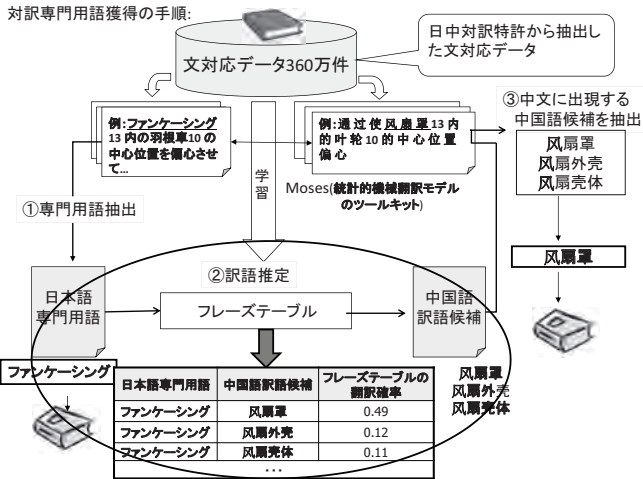 対訳専門用語獲得の手順:
文対応データ360万件
日中対訳特許から抽出し
た文対応データ
例:ファンケーシング
13内の羽根車10の
中心位置を偏心させ
て...
例:通过使风扇罩13内
的叶轮10的中心位置
偏心
③中文に出現する
中国語候補を抽出
风扇罩
风扇外壳
风扇壳体
学
習
Moses(統計的機械翻訳モデル
のツールキット)
①専門用語抽出
风扇罩
②訳語推定
日本語
専門用語
フレーズテーブル
中国語
訳語候補
ファンケーシング
风扇罩
风扇外壳
风扇壳体
日本語専門用語 中国語訳語候補 フレーズテーブルの
翻訳確率
ファンケーシング 风扇罩 0.49
ファンケーシング 风扇外壳 0.12
ファンケーシング 风扇壳体 0.11
...